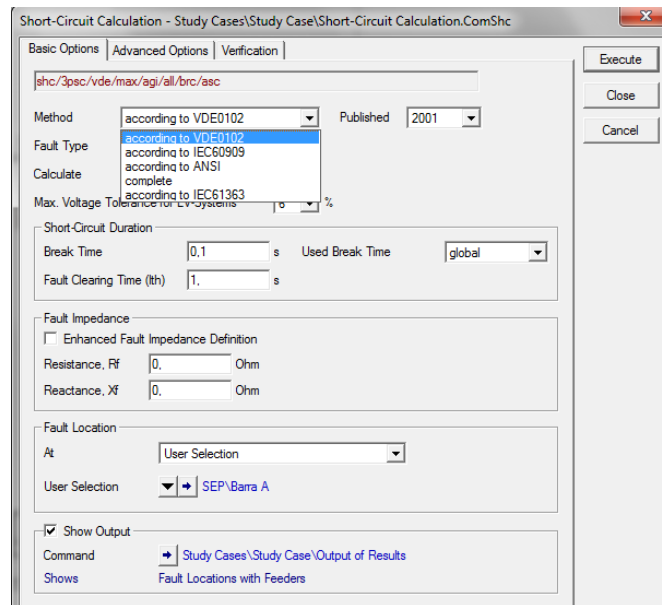 Short-Circuit Calculation - Study Cases\Study Case\Short-Circuit Calculation.ComShc
Basic Options Advanced Options Verification
Execute
Close
Cancel
shc/3psc/vde/max/agi/all/brc/asc
Method according to VDE0102 Published 2001
according to VDE0102
Fault Type according to IEC60909
according to ANSI
Calculate complete
according to IEC61363
Max. Voltage Tolerance for LV-Systems 6 %
Short-Circuit Duration
Break Time 0,1 s Used Break Time global
Fault Clearing Time (Ith) 1, s
Fault Impedance
Enhanced Fault Impedance Definition
Resistance, Rf 0, Ohm
Reactance, Xf 0, Ohm
Fault Location
At User Selection
User Selection SEP\Barra A
Show Output
Command Study Cases\Study Case\Output of Results
Shows Fault Locations with Feeders